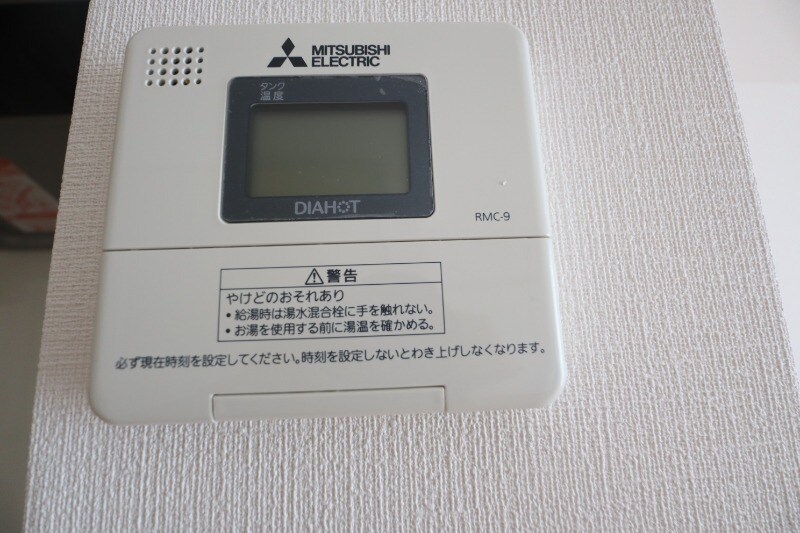 MITSUBISHI
ELECTRIC
タンク
温度
DIAHOT
RMC-9
⚠警告
やけどのおそれあり
•給湯時は湯水混合栓に手を触れない。
•お湯を使用する前に湯温を確かめる。
必ず現在時刻を設定してください。時刻を設定しないとわき上げしなくなります。